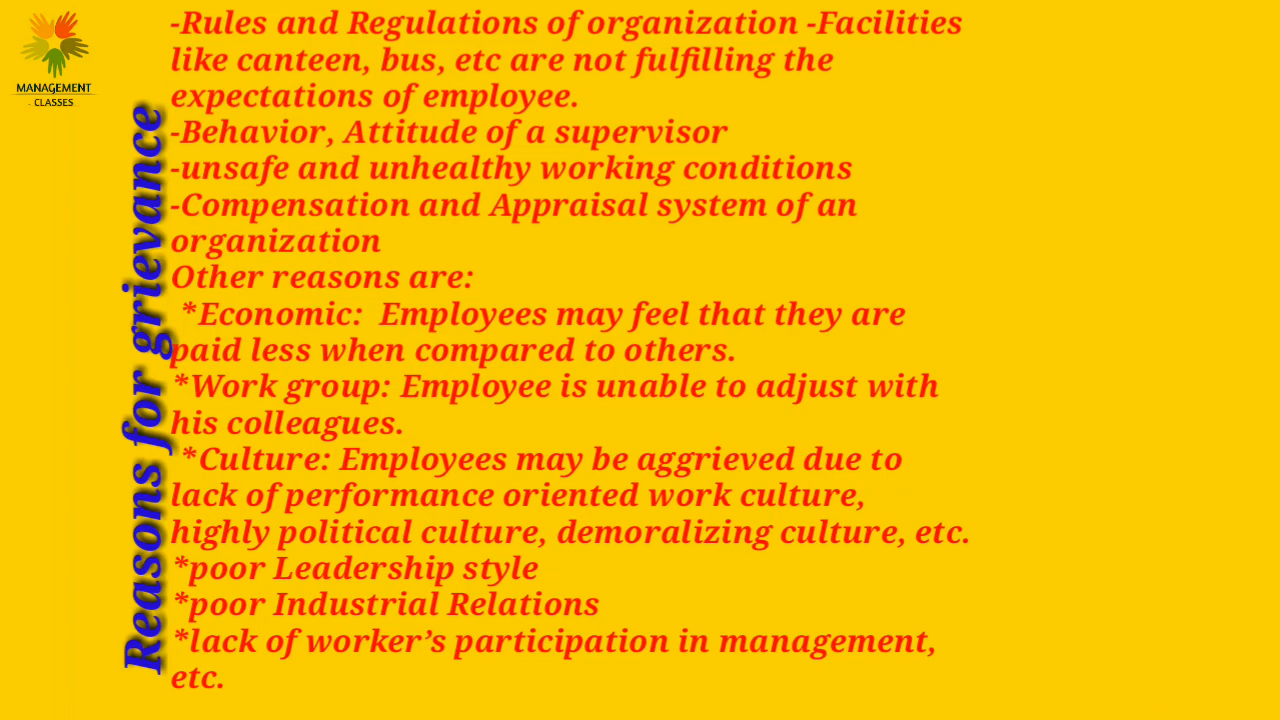 MANAGEMENT
- CLASSES
Reasons for grievance
-Rules and Regulations of organization -Facilities
like canteen, bus, etc are not fulfilling the
expectations of employee.
-Behavior, Attitude of a supervisor
-unsafe and unhealthy working conditions
-Compensation and Appraisal system of an
organization
Other reasons are:
*Economic: Employees may feel that they are
paid less when compared to others.
*Work group: Employee is unable to adjust with
his colleagues.
*Culture: Employees may be aggrieved due to
lack of performance oriented work culture,
highly political culture, demoralizing culture, etc.
*poor Leadership style
*poor Industrial Relations
*lack of worker’s participation in management,
etc.